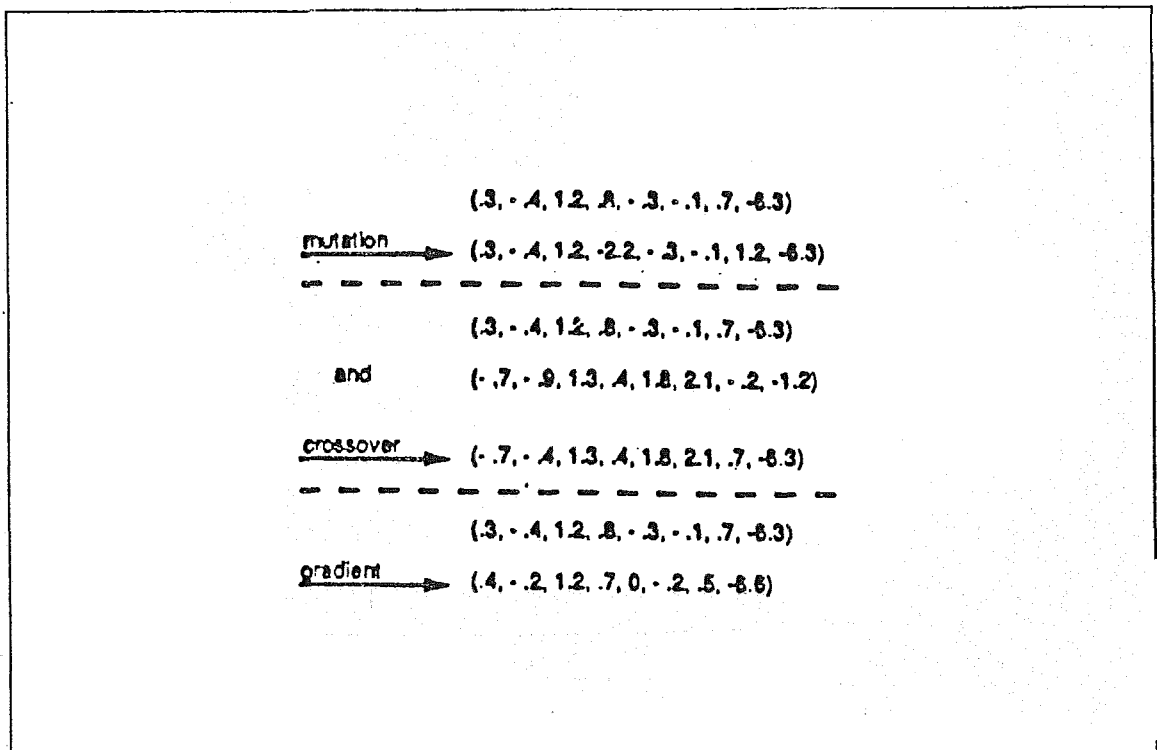 (.3, - .4, 1.2, .8, - .3, - .1, .7, -6.3)
mutation (.3, - .4, 1.2, -2.2, - .3, - .1, 1.2, -6.3)
(.3, - .4, 1.2, .8, - .3, - .1, .7, -6.3)
and (- .7, - .9, 1.3, .4, 1.8, 2.1, - .2, -1.2)
crossover (- .7, - .4, 1.3, .4, 1.8, 2.1, .7, -6.3)
(.3, - .4, 1.2, .8, - .3, - .1, .7, -6.3)
gradient (.4, - .2, 1.2, .7, 0, - .2, .5, -6.6)